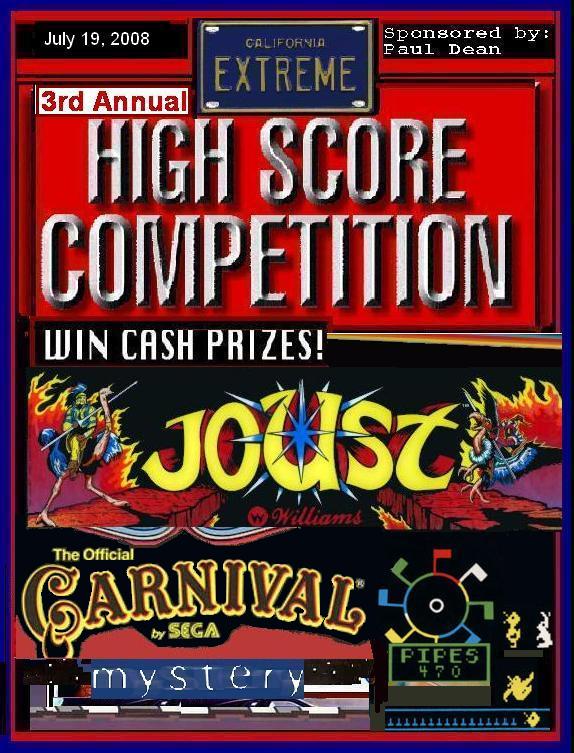 July 19, 2008
CALIFORNIA
EXTREME
Sponsored by:
Paul Dean
3rd Annual
HIGH SCORE
COMPETITION
WIN CASH PRIZES!
JOUST
Williams
The Official
CARNIVAL®
by SEGA
PIPES
470
mystery